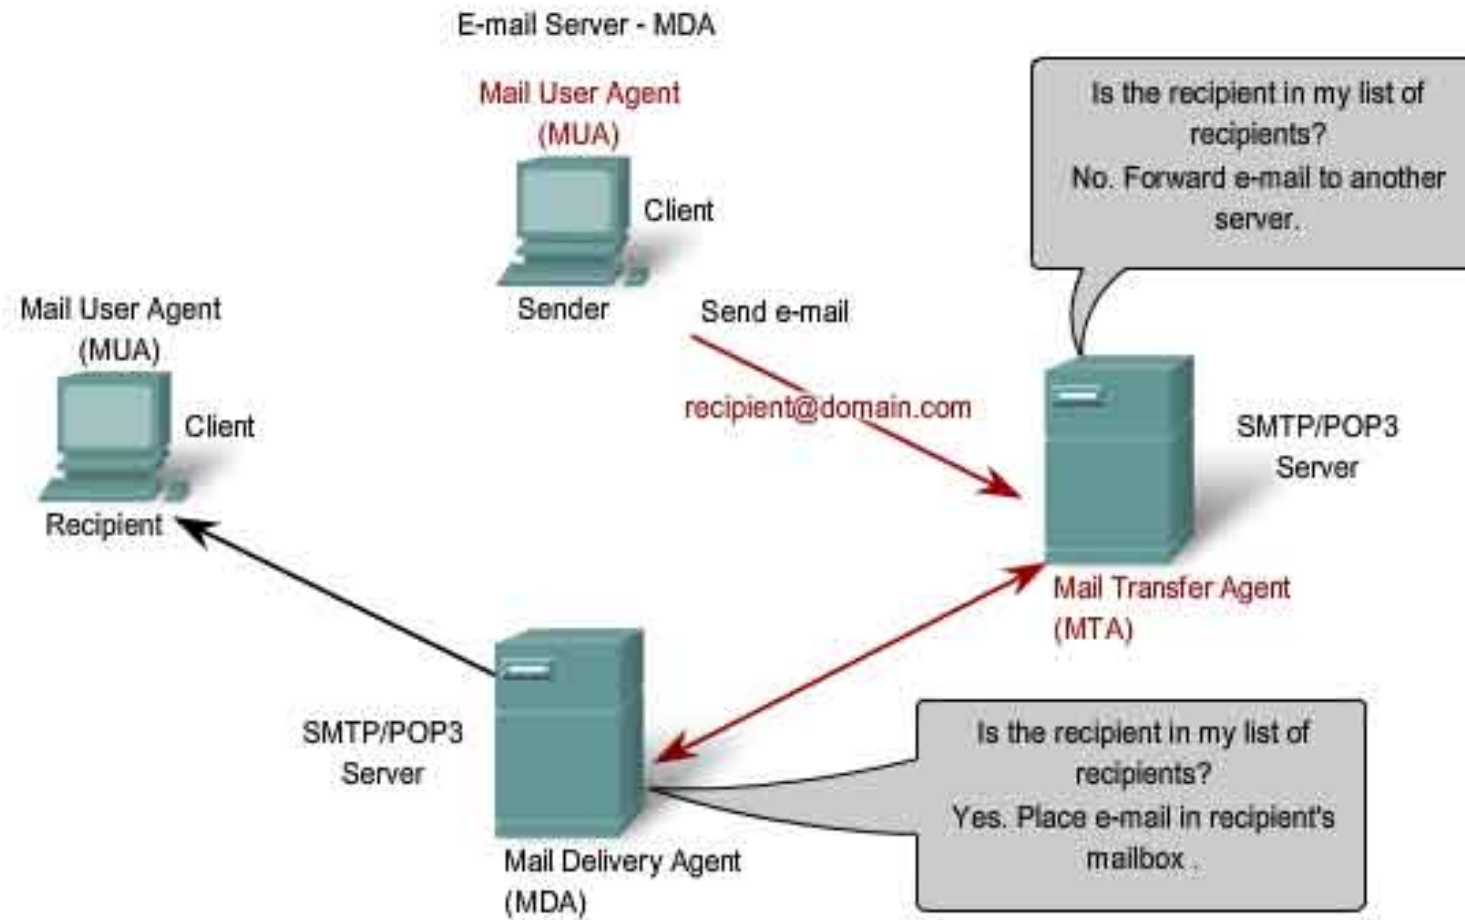 E-mail Server - MDA
Mail User Agent
(MUA)
Client
Sender
Is the recipient in my list of
recipients?
No. Forward e-mail to another
server.
Mail User Agent
(MUA)
Client
Recipient
Send e-mail
recipient@domain.com
SMTP/POP3
Server
Mail Transfer Agent
(MTA)
SMTP/POP3
Server
Mail Delivery Agent
(MDA)
Is the recipient in my list of
recipients?
Yes. Place e-mail in recipient's
mailbox .